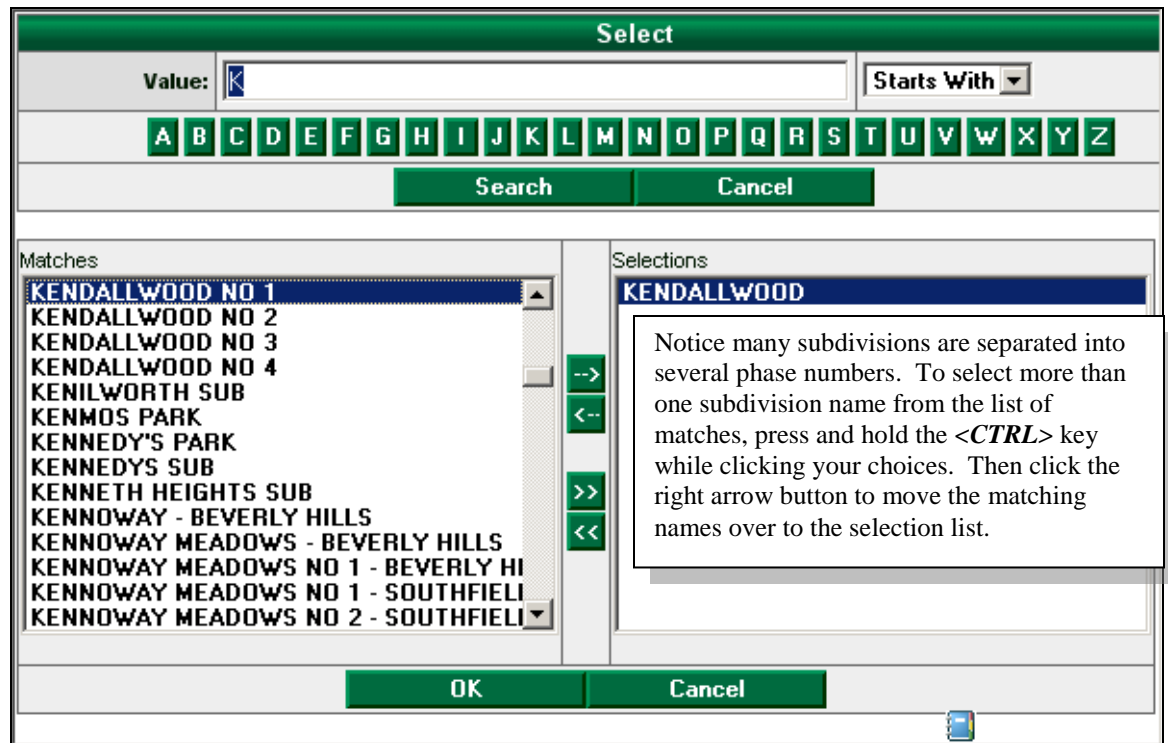 Select
Value: K Starts With
A B C D E F G H I J K L M N O P Q R S T U V W X Y Z
Search Cancel
Matches
KENDALLWOOD NO 1
KENDALLWOOD NO 2
KENDALLWOOD NO 3
KENDALLWOOD NO 4
KENILWORTH SUB
KENMOS PARK
KENNEDY'S PARK
KENNEDYS SUB
KENNETH HEIGHTS SUB
KENNOWAY - BEVERLY HILLS
KENNOWAY MEADOWS - BEVERLY HILLS
KENNOWAY MEADOWS NO 1 - BEVERLY HI
KENNOWAY MEADOWS NO 1 - SOUTHFIEL
KENNOWAY MEADOWS NO 2 - SOUTHFIEL
-->
<--
>>
<<
Selections
KENDALLWOOD
Notice many subdivisions are separated into
several phase numbers. To select more than
one subdivision name from the list of
matches, press and hold the <CTRL> key
while clicking your choices. Then click the
right arrow button to move the matching
names over to the selection list.
OK Cancel